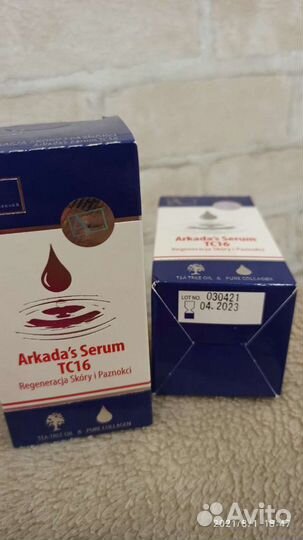 Arkada's Serum
TC16
Regeneracja Skóry i Paznokci
TEA TREE OIL & PURE COLLAGEN
Arkada's Serum
TC16
Regeneracja Skóry i Paznokci
TEA TREE OIL & PURE COLLAGEN
LOT NO. 030421
04.2023
Avito
2021/8/1 18:47